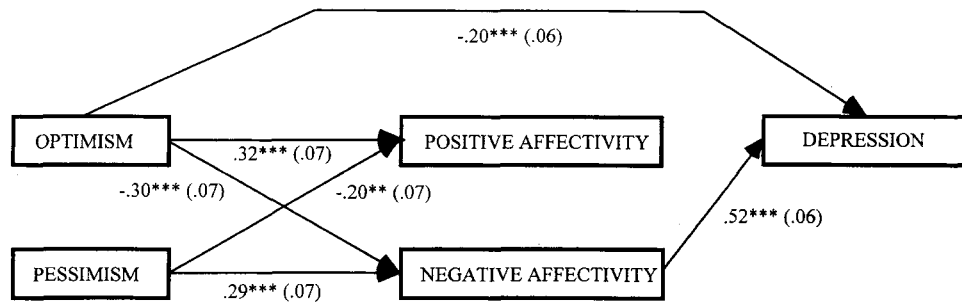 -.20*** (.06)
OPTIMISM
POSITIVE AFFECTIVITY
DEPRESSION
.32*** (.07)
-.30*** (.07)
-.20** (.07)
.52*** (.06)
PESSIMISM
NEGATIVE AFFECTIVITY
.29*** (.07)